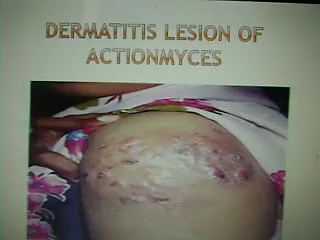 DERMATITIS LESION OF
ACTIONMYCES